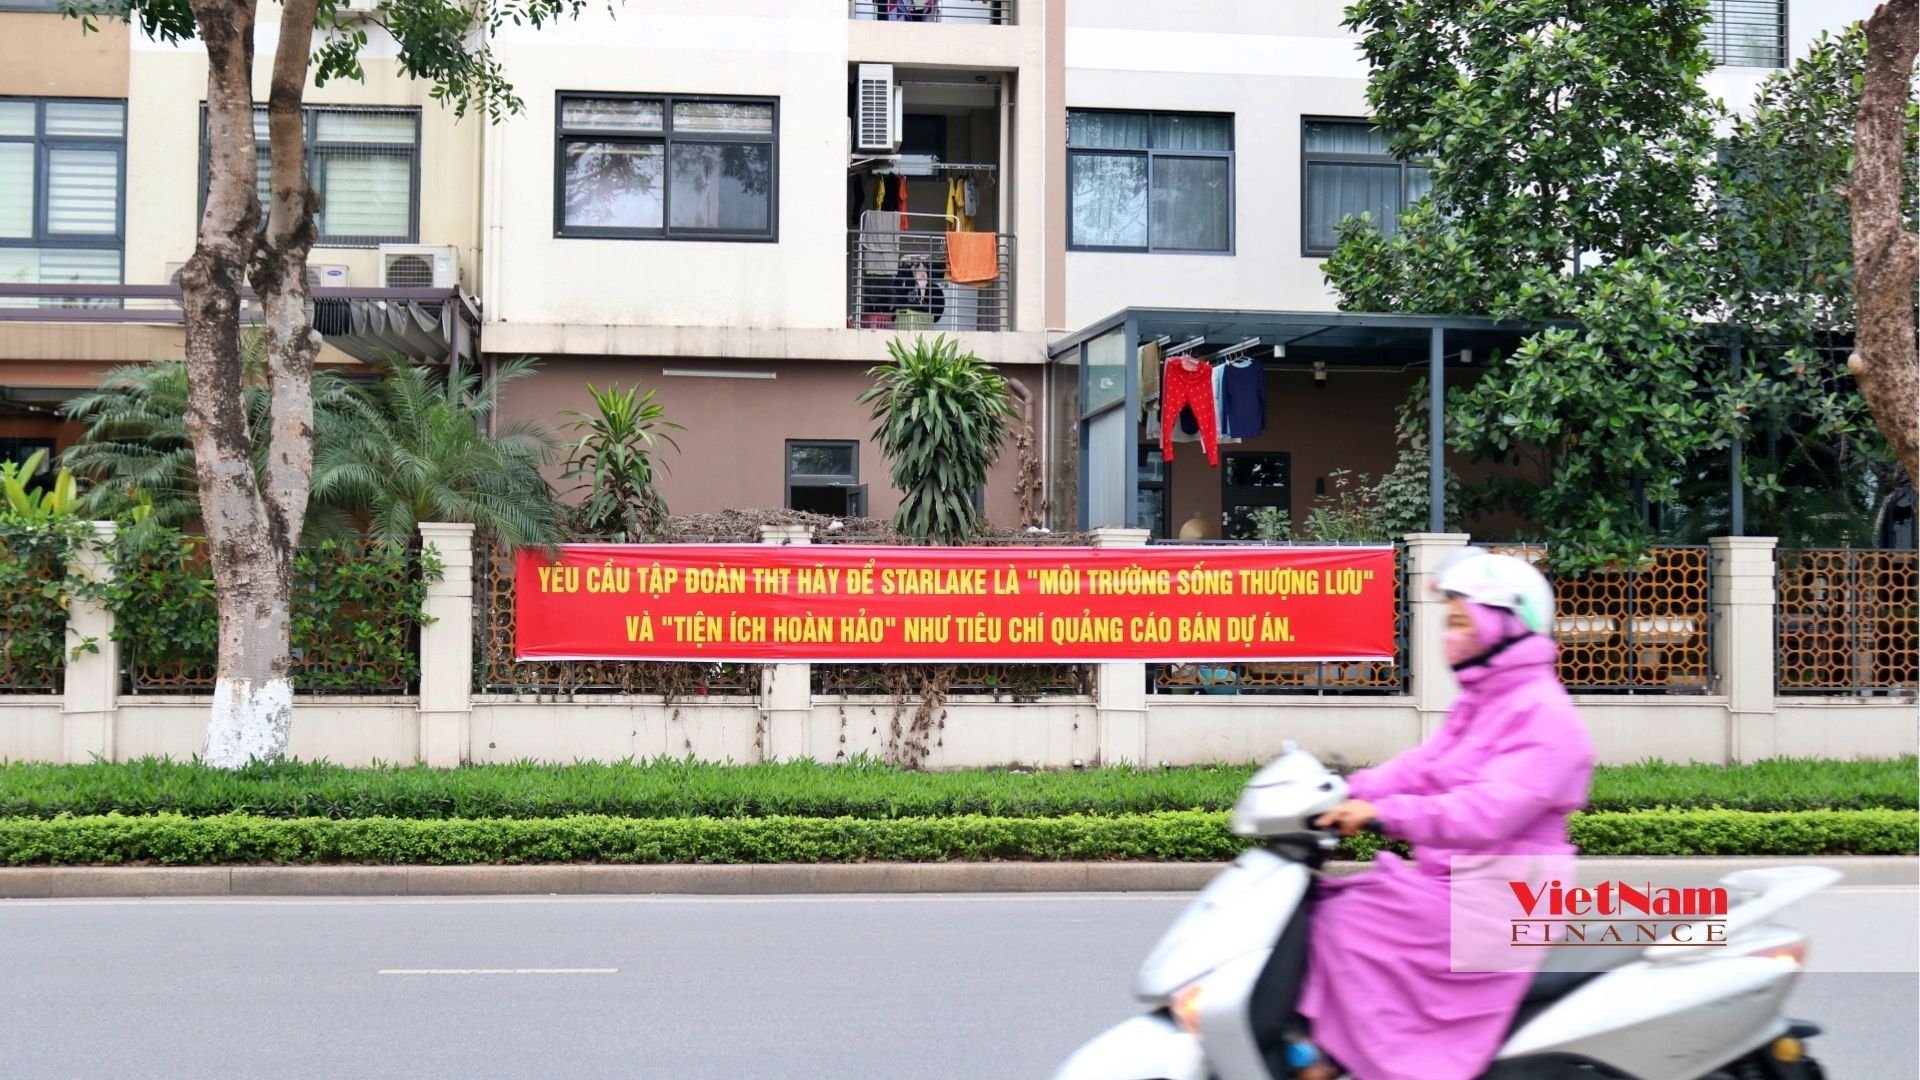 YÊU CẦU TẬP ĐOÀN THT HÃY ĐỂ STARLAKE LÀ "MÔI TRƯỜNG SỐNG THƯỢNG LƯU"
VÀ "TIỆN ÍCH HOÀN HẢO" NHƯ TIÊU CHÍ QUẢNG CÁO BÁN DỰ ÁN.
VIETNAM
FINANCE